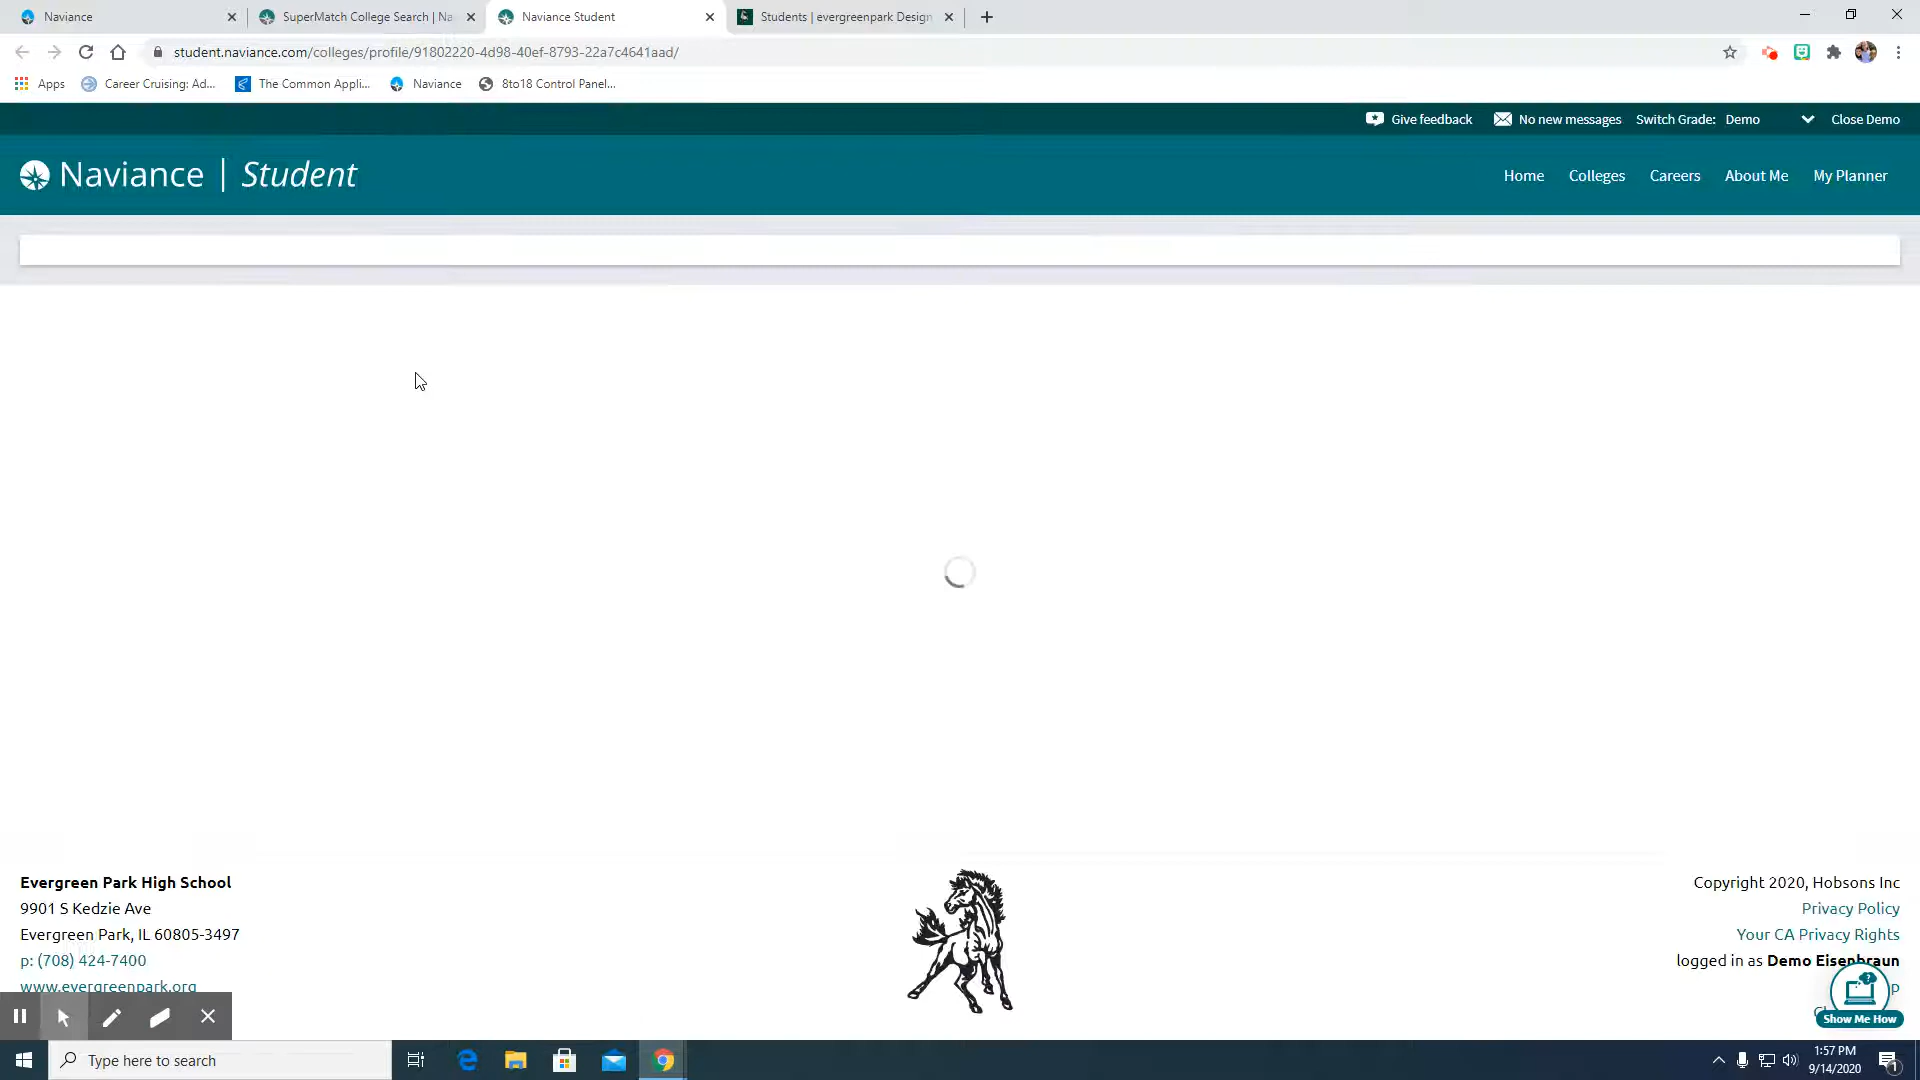 Naviance
SuperMatch College Search | Na
Naviance Student
Students | evergreenpark Design
student.naviance.com/colleges/profile/91802220-4d98-40ef-8793-22a7c4641aad/
Apps
Career Cruising: Ad...
The Common Appli...
Naviance
8to18 Control Panel...
Give feedback
No new messages
Switch Grade: Demo
Close Demo
Naviance | Student
Home
Colleges
Careers
About Me
My Planner
Evergreen Park High School
9901 S Kedzie Ave
Evergreen Park, IL 60805-3497
p: (708) 424-7400
www.evergreenpark.org
Copyright 2020, Hobsons Inc
Privacy Policy
Your CA Privacy Rights
logged in as Demo Eisenbraun
Show Me How
Type here to search
1:57 PM
9/14/2020
1